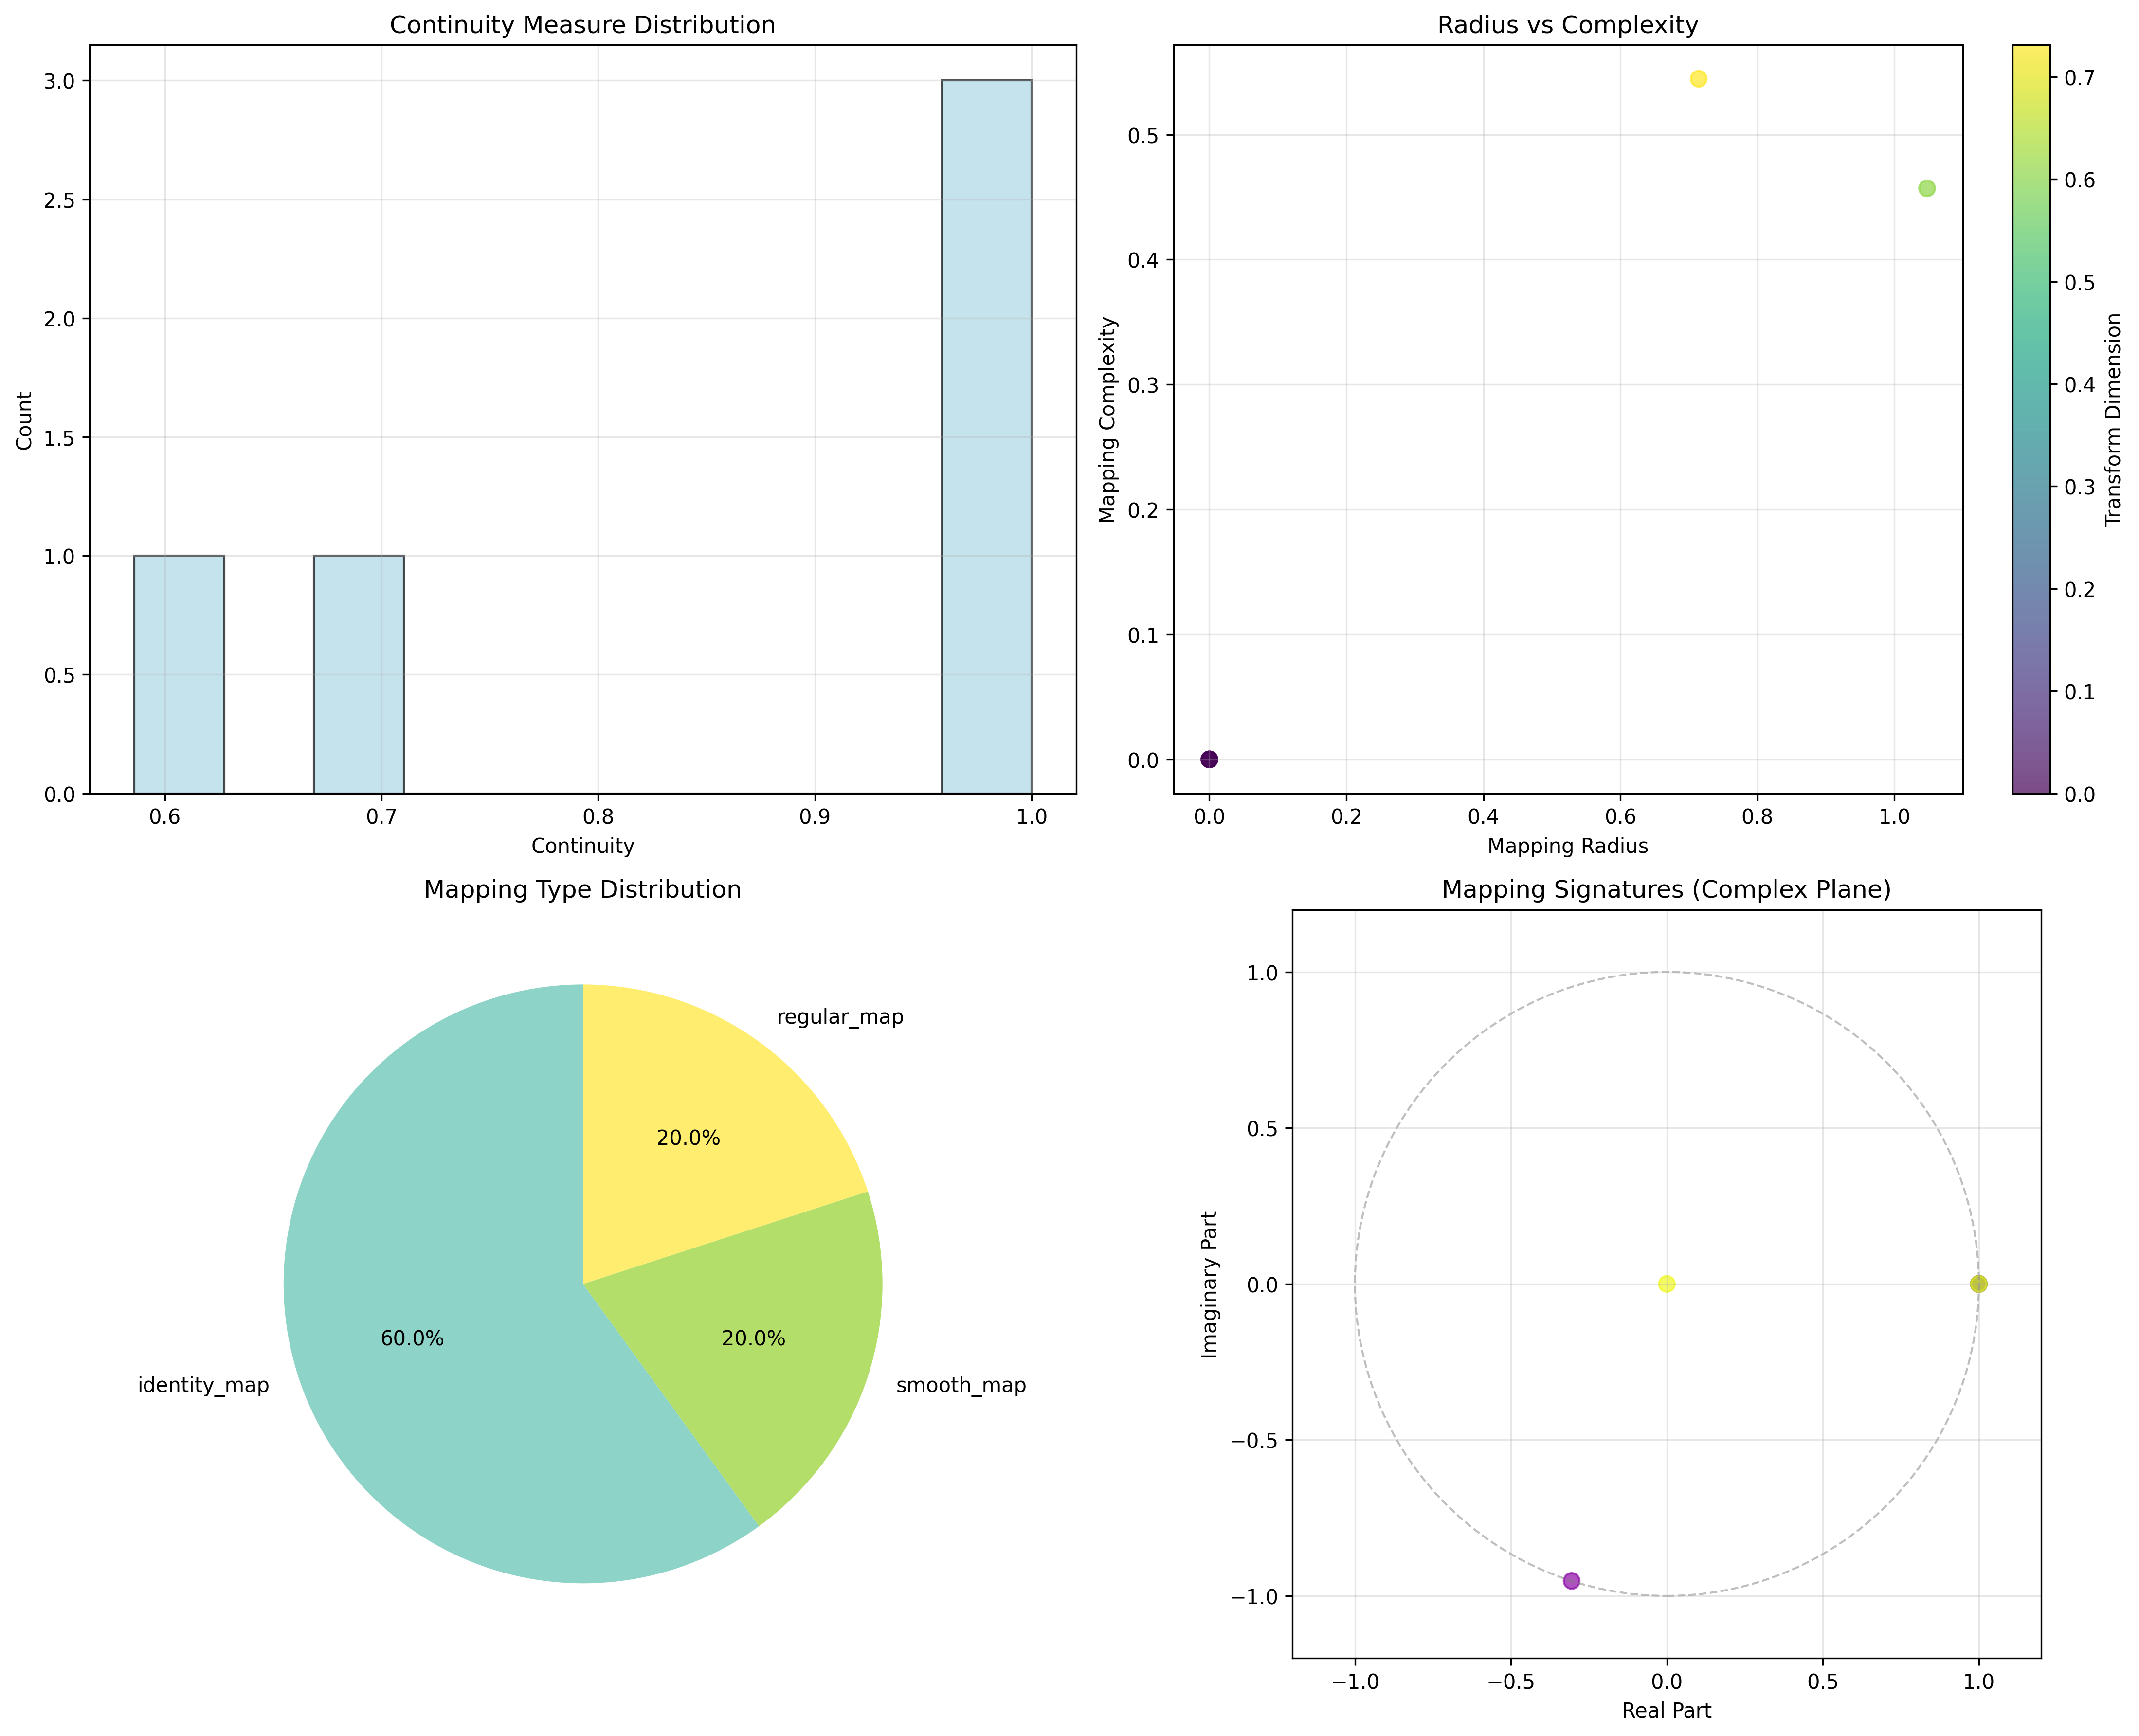 Continuity Measure Distribution
3.0
2.5
2.0
1.5
1.0
0.5
0.0
Count
0.6 0.7 0.8 0.9 1.0
Continuity
Radius vs Complexity
0.5
0.4
0.3
0.2
0.1
0.0
Mapping Complexity
0.0 0.2 0.4 0.6 0.8 1.0
Mapping Radius
0.7
0.6
0.5
0.4
0.3
0.2
0.1
0.0
Transform Dimension
Mapping Type Distribution
regular_map
20.0%
60.0%
20.0%
identity_map
smooth_map
Mapping Signatures (Complex Plane)
1.0
0.5
0.0
−0.5
−1.0
Imaginary Part
−1.0 −0.5 0.0 0.5 1.0
Real Part